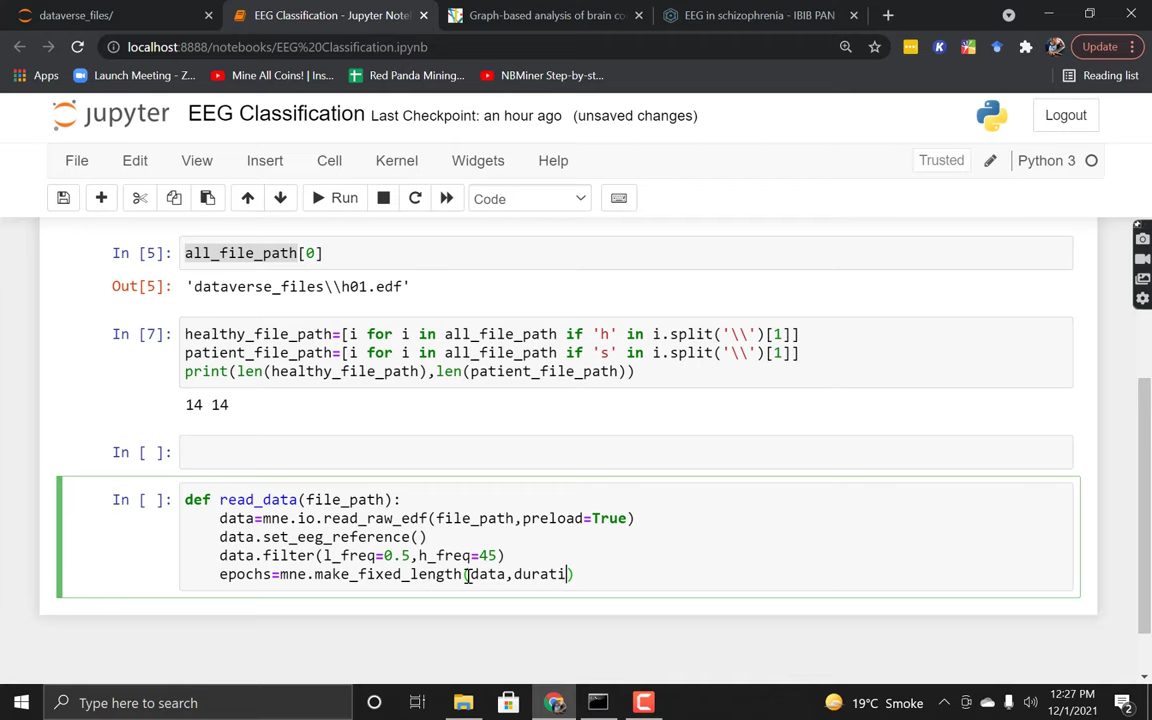 dataverse_files/
EEG Classification - Jupyter Note
Graph-based analysis of brain co
EEG in schizophrenia - IBIB PAN
localhost:8888/notebooks/EEG%20Classification.ipynb
Update
Apps
Launch Meeting - Z...
Mine All Coins! | Ins...
Red Panda Mining...
NBMiner Step-by-st...
Reading list
jupyter EEG Classification Last Checkpoint: an hour ago (unsaved changes)
Logout
File Edit View Insert Cell Kernel Widgets Help
Trusted
Python 3
Run
Code
In [5]: all_file_path[0]
Out[5]: 'dataverse_files\\h01.edf'
In [7]: healthy_file_path=[i for i in all_file_path if 'h' in i.split('\\')[1]]
patient_file_path=[i for i in all_file_path if 's' in i.split('\\')[1]]
print(len(healthy_file_path),len(patient_file_path))
14 14
In [ ]:
In [ ]: def read_data(file_path):
data=mne.io.read_raw_edf(file_path,preload=True)
data.set_eeg_reference()
data.filter(l_freq=0.5,h_freq=45)
epochs=mne.make_fixed_length(data,durati)
Type here to search
19°C Smoke
12:27 PM
12/1/2021
2